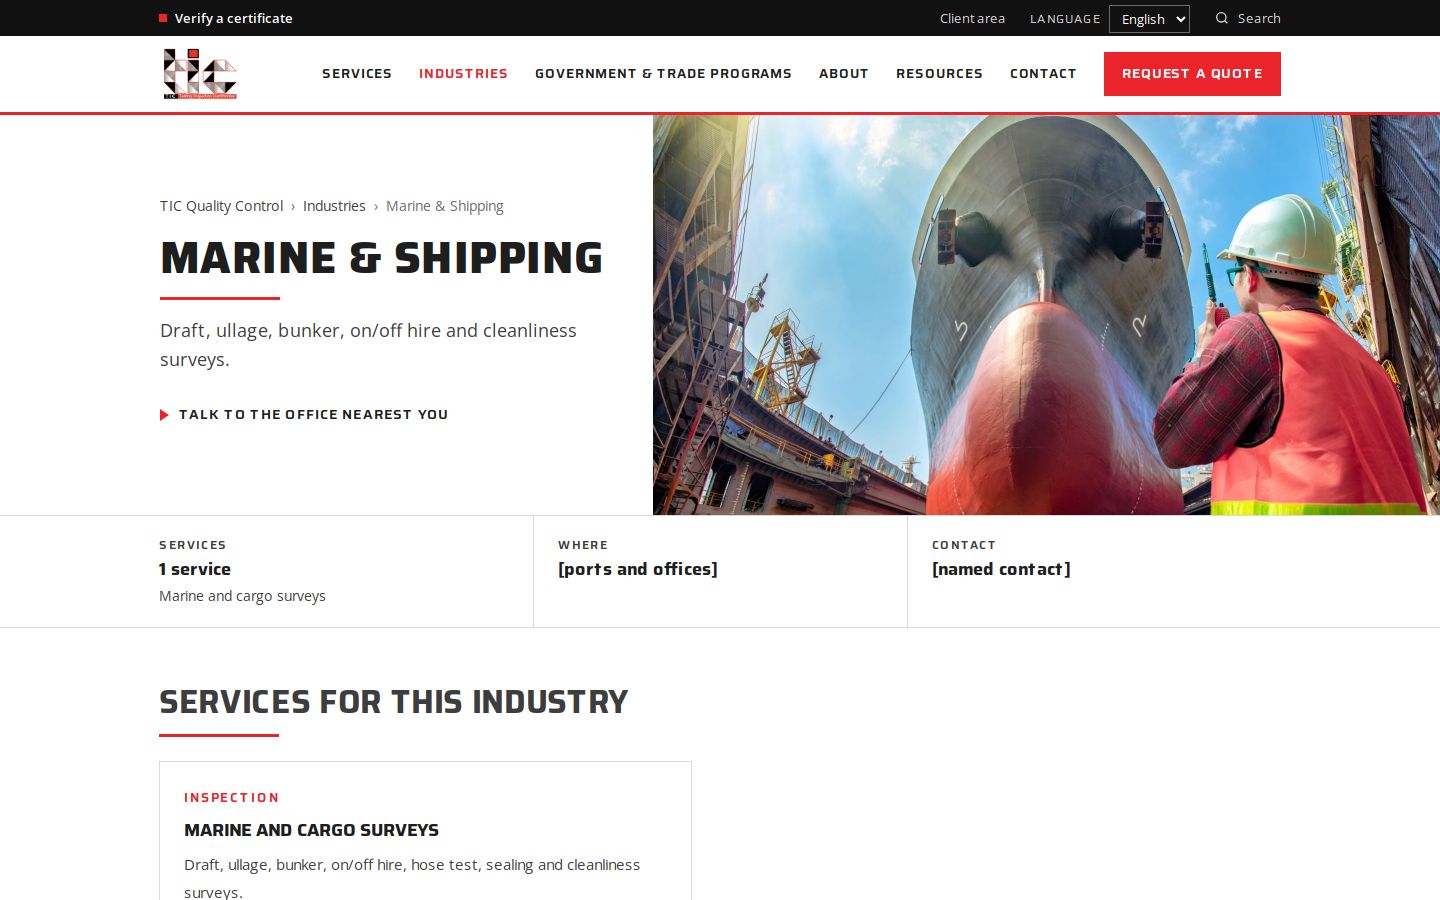 Verify a certificate
Client area
LANGUAGE
English
Search
tic
SERVICES
INDUSTRIES
GOVERNMENT & TRADE PROGRAMS
ABOUT
RESOURCES
CONTACT
REQUEST A QUOTE
TIC Quality Control › Industries › Marine & Shipping
MARINE & SHIPPING
Draft, ullage, bunker, on/off hire and cleanliness
surveys.
TALK TO THE OFFICE NEAREST YOU
SERVICES
1 service
Marine and cargo surveys
WHERE
[ports and offices]
CONTACT
[named contact]
SERVICES FOR THIS INDUSTRY
INSPECTION
MARINE AND CARGO SURVEYS
Draft, ullage, bunker, on/off hire, hose test, sealing and cleanliness
surveys.